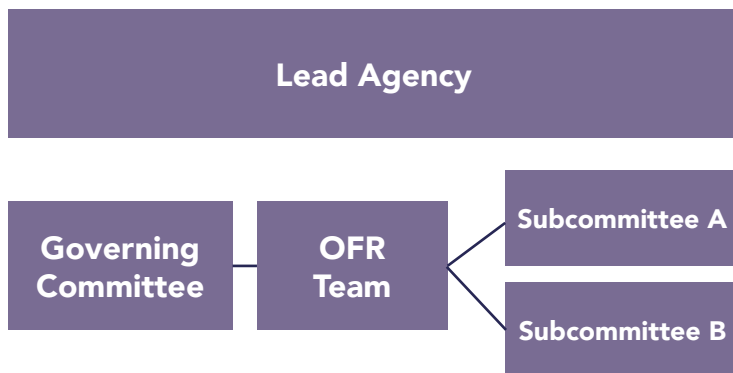 Lead Agency
Governing
Committee
OFR
Team
Subcommittee A
Subcommittee B